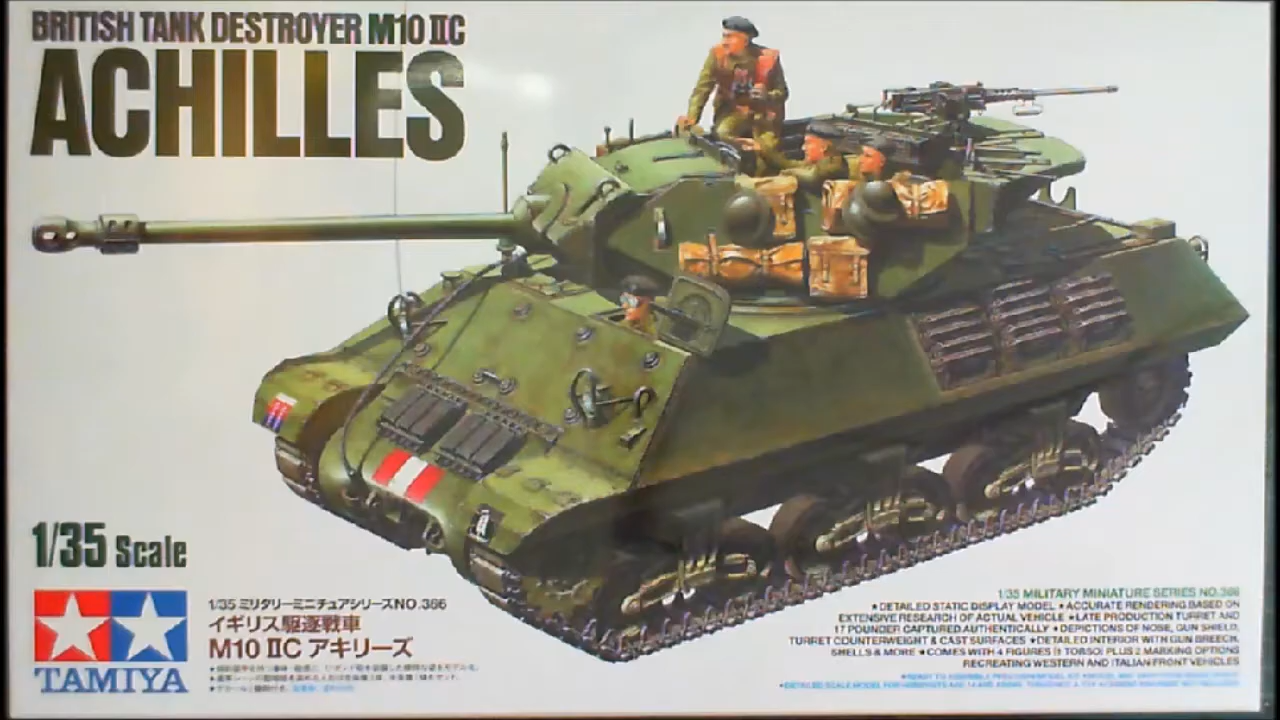 BRITISH TANK DESTROYER M10 IIC
ACHILLES
1/35 Scale
TAMIYA
1/35 ミリタリーミニチュアシリーズNO.366
イギリス駆逐戦車
M10 IIC アキリーズ
1/35 MILITARY MINIATURE SERIES NO.366
★DETAILED STATIC DISPLAY MODEL ★ACCURATE RENDERING BASED ON
EXTENSIVE RESEARCH OF ACTUAL VEHICLE ★LATE PRODUCTION TURRET AND
17 POUNDER CAPTURED AUTHENTICALLY ★DEPICTIONS OF NOSE, GUN SHIELD,
TURRET COUNTERWEIGHT & CAST SURFACES ★DETAILED INTERIOR WITH GUN BREECH,
SHELLS & MORE ★COMES WITH 4 FIGURES (1 TORSO) PLUS 2 MARKING OPTIONS
RECREATING WESTERN AND ITALIAN FRONT VEHICLES